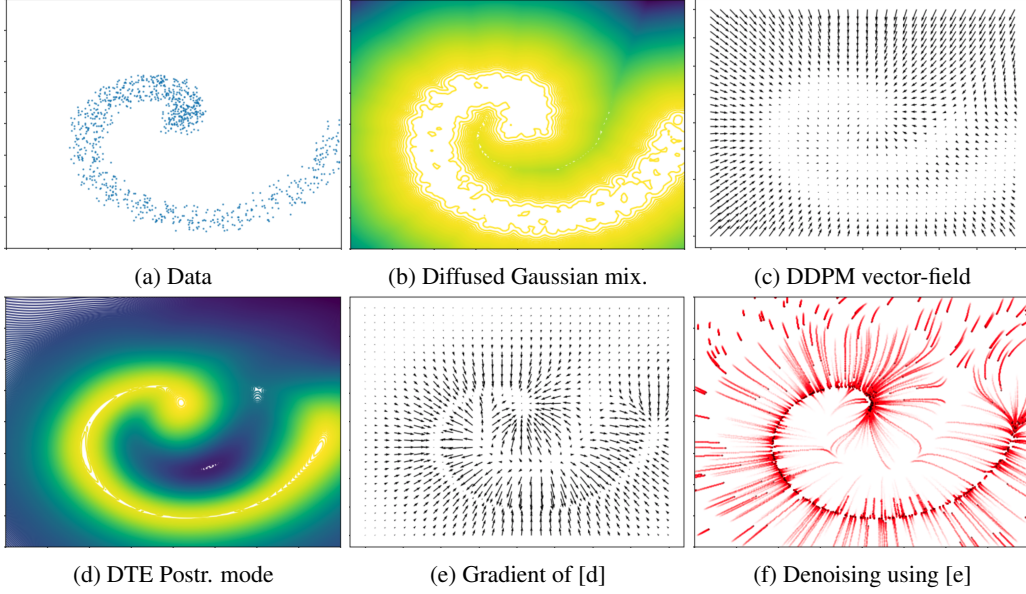 (a) Data
(b) Diffused Gaussian mix.
(c) DDPM vector-field
(d) DTE Postr. mode
(e) Gradient of [d]
(f) Denoising using [e]